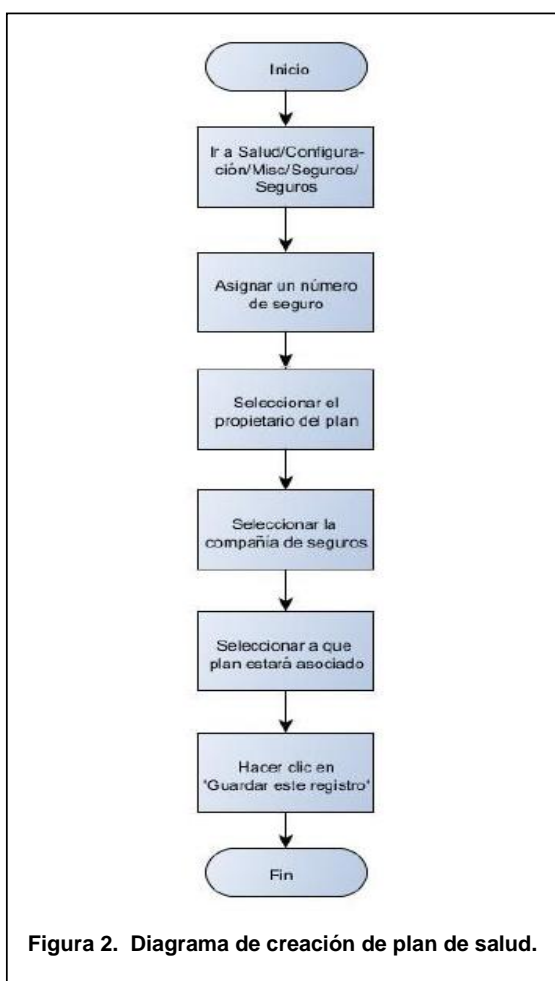 Inicio
Ir a Salud/Configura-
ción/Misc/Seguros/
Seguros
Asignar un número
de seguro
Seleccionar el
propietario del plan
Seleccionar la
compañía de seguros
Seleccionar a que
plan estará asociado
Hacer clic en
'Guardar este registro'
Fin
Figura 2. Diagrama de creación de plan de salud.